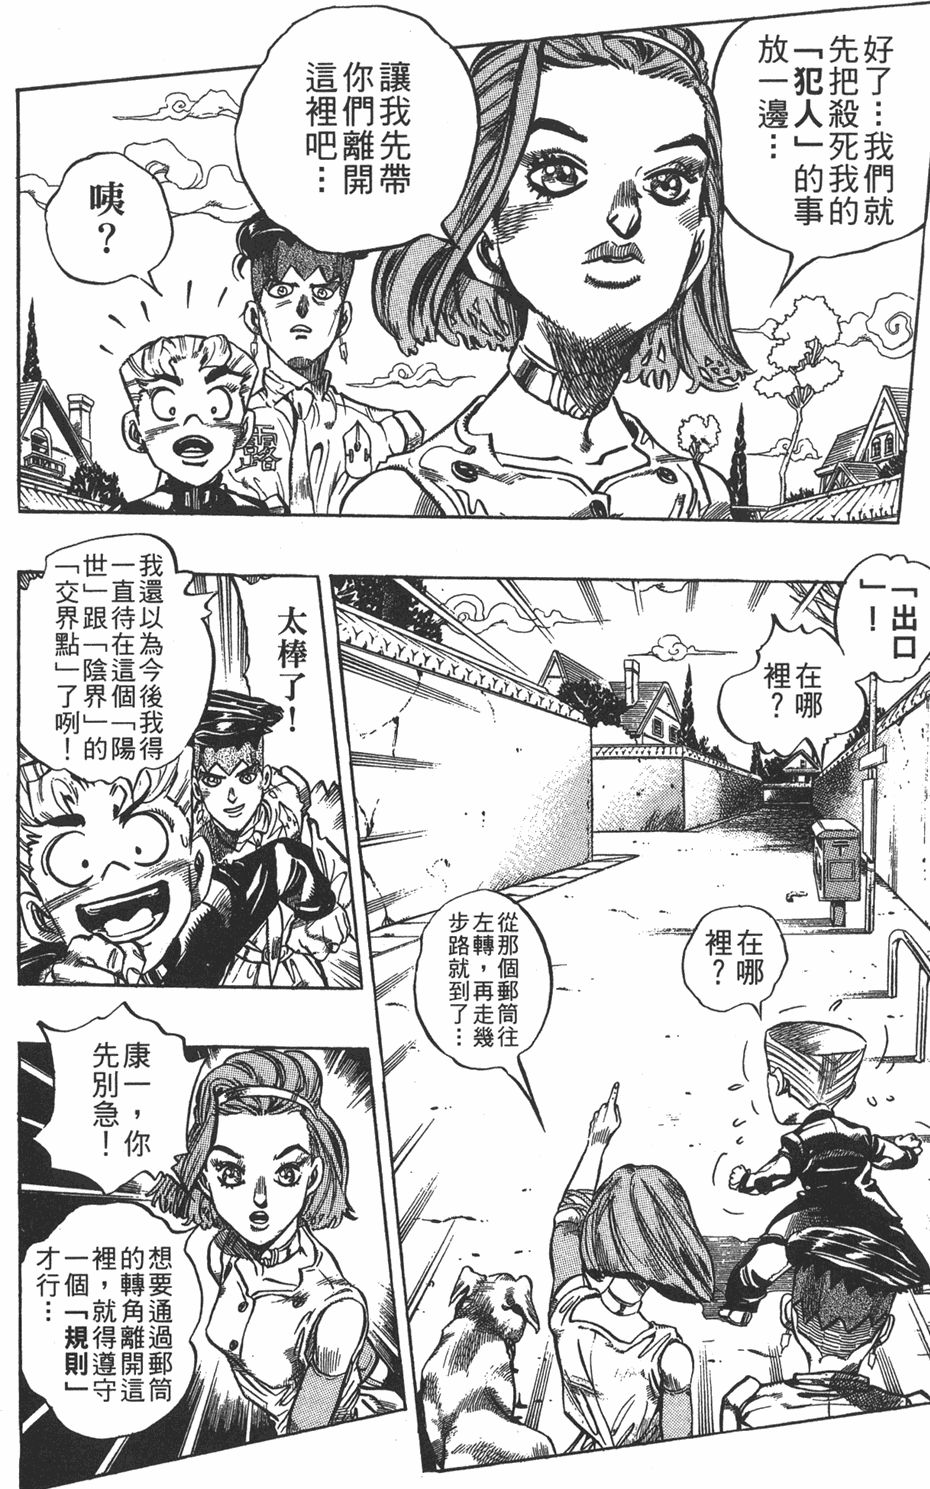 好了…我們就
先把殺死我的
「犯人」的事
放一邊…
讓我先帶
你們離開
這裡吧…
咦？
露
「出口
」！
在哪
裡？
在哪
裡？
從那個郵筒往
左轉，再走幾
步路就到了…
太棒了！
我還以為今後我得
一直待在這個「陽
世」跟「陰界」的
「交界點」了咧！
康一，你
先別急！
想要通過郵筒
的轉角離開這
裡，就得遵守
一個「規則」
才行…